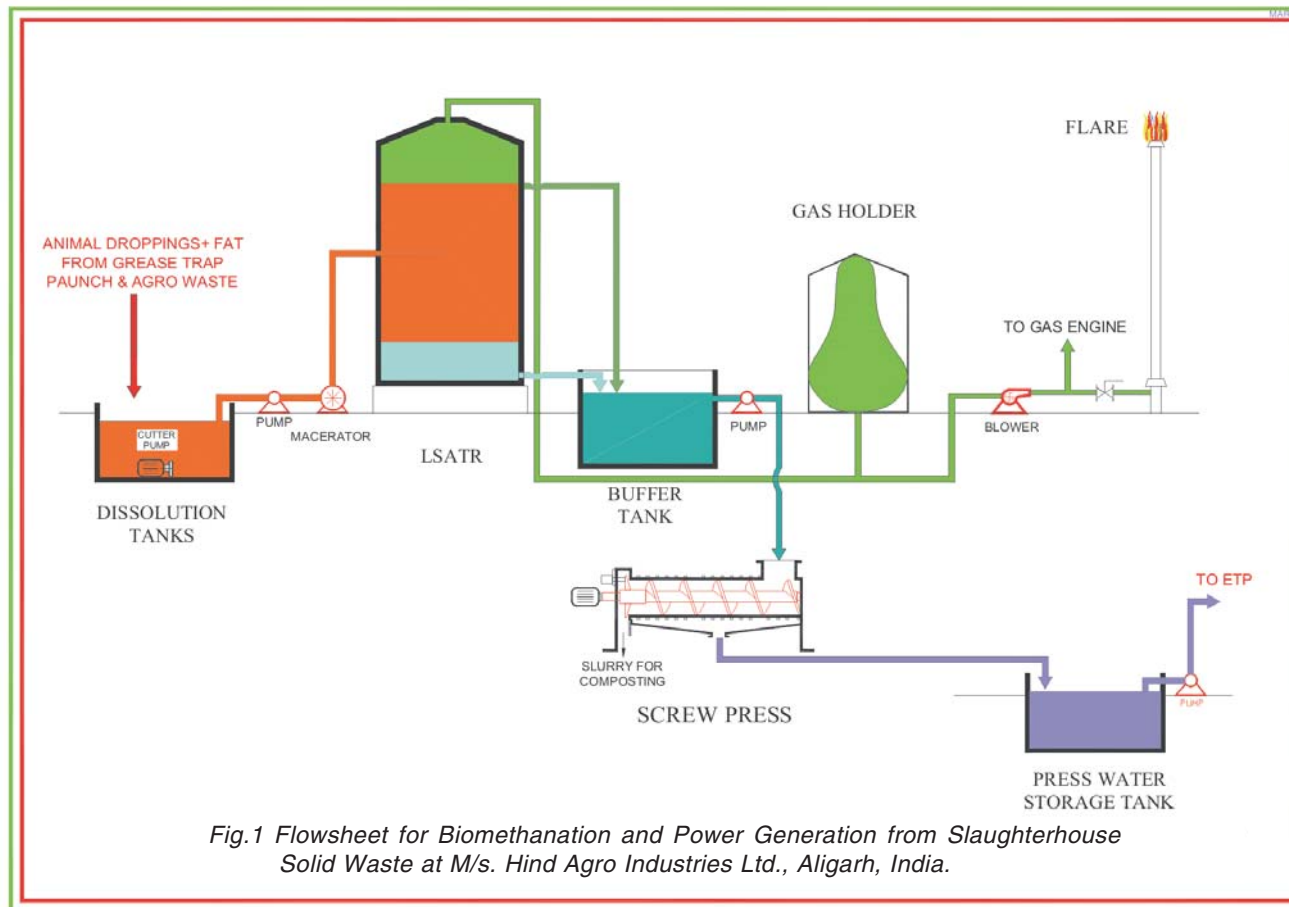 MAR
FLARE
GAS HOLDER
ANIMAL DROPPINGS+ FAT
FROM GREASE TRAP
PAUNCH & AGRO WASTE
TO GAS ENGINE
CUTTER
PUMP
PUMP
MACERATOR
PUMP
BLOWER
LSATR
BUFFER
TANK
DISSOLUTION
TANKS
TO ETP
SLURRY FOR
COMPOSTING
SCREW PRESS
PUMP
PRESS WATER
STORAGE TANK
Fig.1 Flowsheet for Biomethanation and Power Generation from Slaughterhouse
Solid Waste at M/s. Hind Agro Industries Ltd., Aligarh, India.